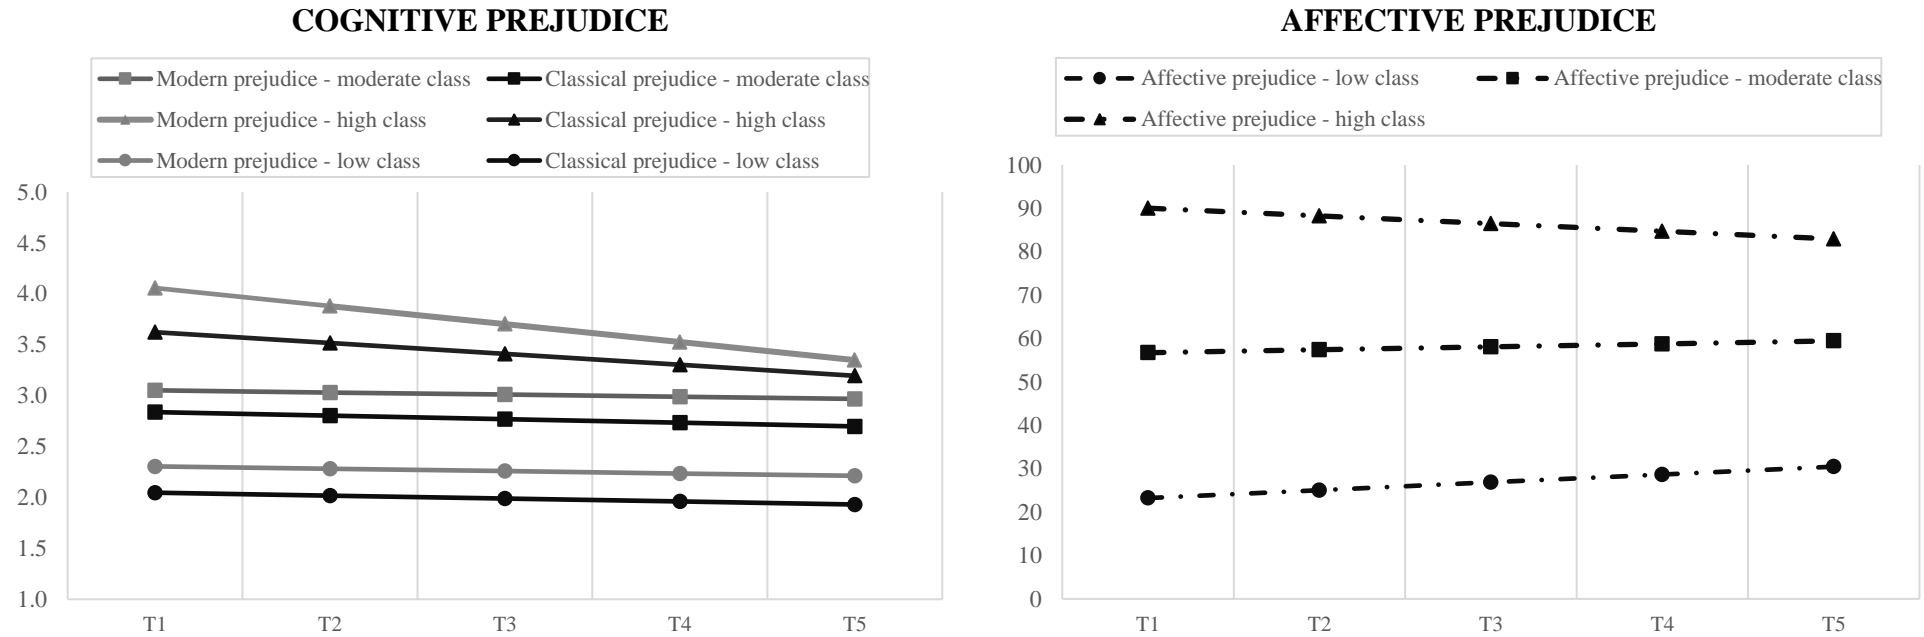 COGNITIVE PREJUDICE
Modern prejudice - moderate class Classical prejudice - moderate class
Modern prejudice - high class Classical prejudice - high class
Modern prejudice - low class Classical prejudice - low class
5.0
4.5
4.0
3.5
3.0
2.5
2.0
1.5
1.0
T1 T2 T3 T4 T5
AFFECTIVE PREJUDICE
Affective prejudice - low class Affective prejudice - moderate class
Affective prejudice - high class
100
90
80
70
60
50
40
30
20
10
0
T1 T2 T3 T4 T5